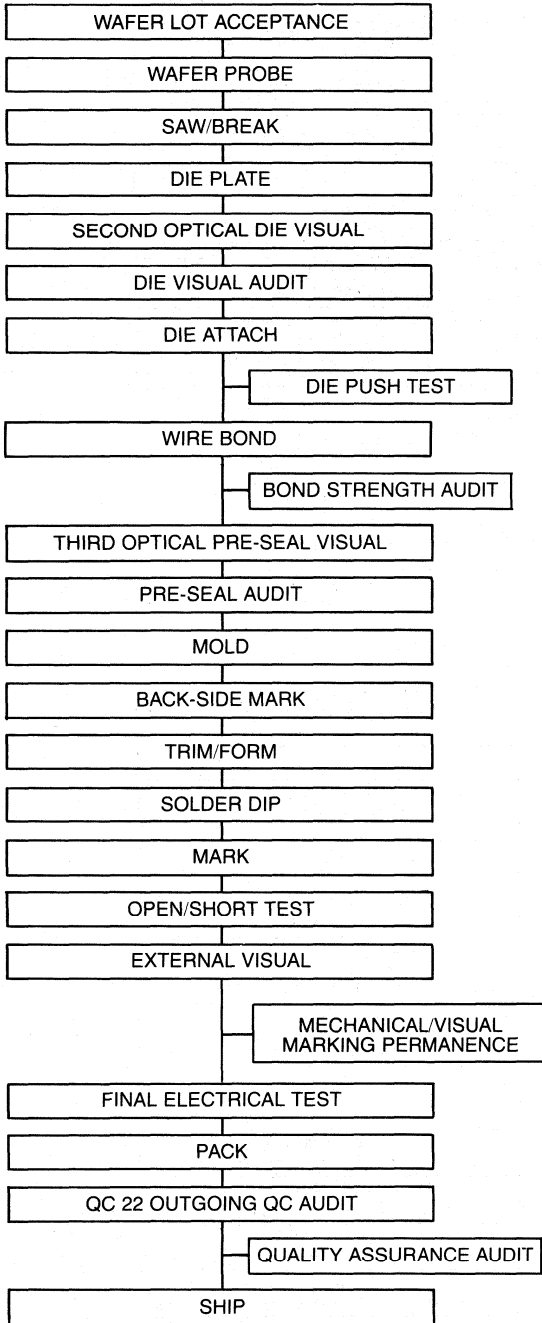 WAFER LOT ACCEPTANCE
WAFER PROBE
SAW/BREAK
DIE PLATE
SECOND OPTICAL DIE VISUAL
DIE VISUAL AUDIT
DIE ATTACH
DIE PUSH TEST
WIRE BOND
BOND STRENGTH AUDIT
THIRD OPTICAL PRE-SEAL VISUAL
PRE-SEAL AUDIT
MOLD
BACK-SIDE MARK
TRIM/FORM
SOLDER DIP
MARK
OPEN/SHORT TEST
EXTERNAL VISUAL
MECHANICAL/VISUAL
MARKING PERMANENCE
FINAL ELECTRICAL TEST
PACK
QC 22 OUTGOING QC AUDIT
QUALITY ASSURANCE AUDIT
SHIP